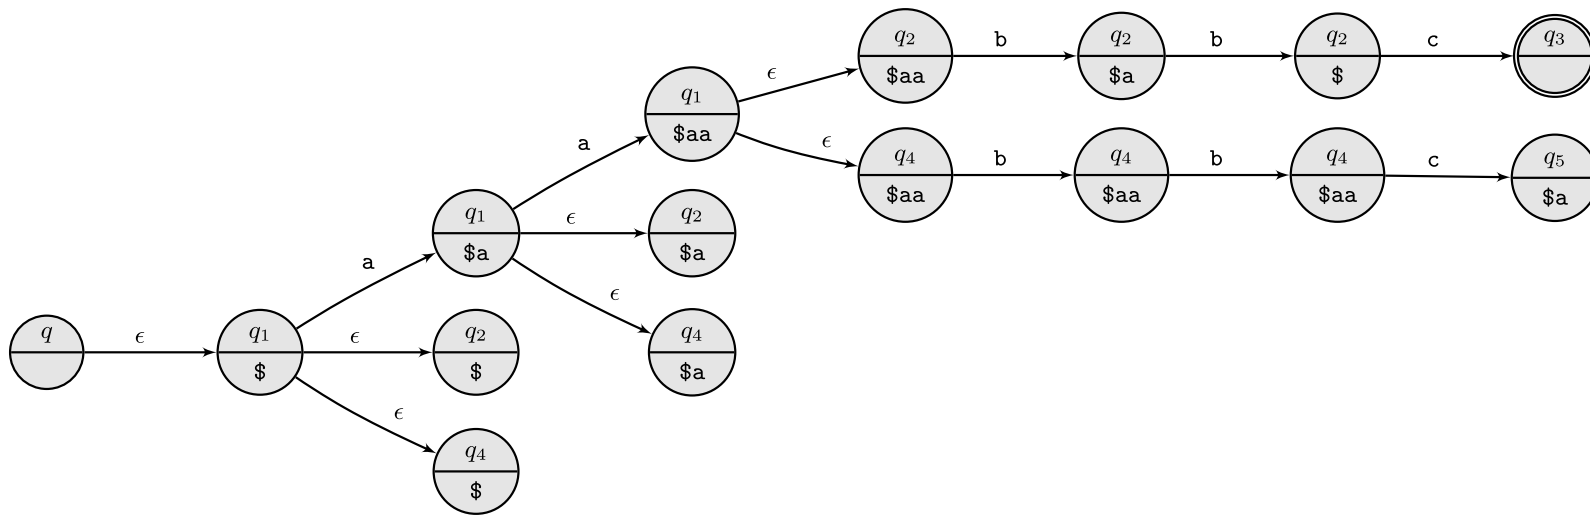 q₂ b q₂ b q₂ c q₃
$aa $a $
q₁ ϵ
$aa
ϵ q₄ b q₄ b q₄ c q₅
$aa $aa $aa $a
a
q₁ ϵ q₂
$a $a
a ϵ
q ϵ q₁ ϵ q₂ q₄
$ $ $a
ϵ q₄
$